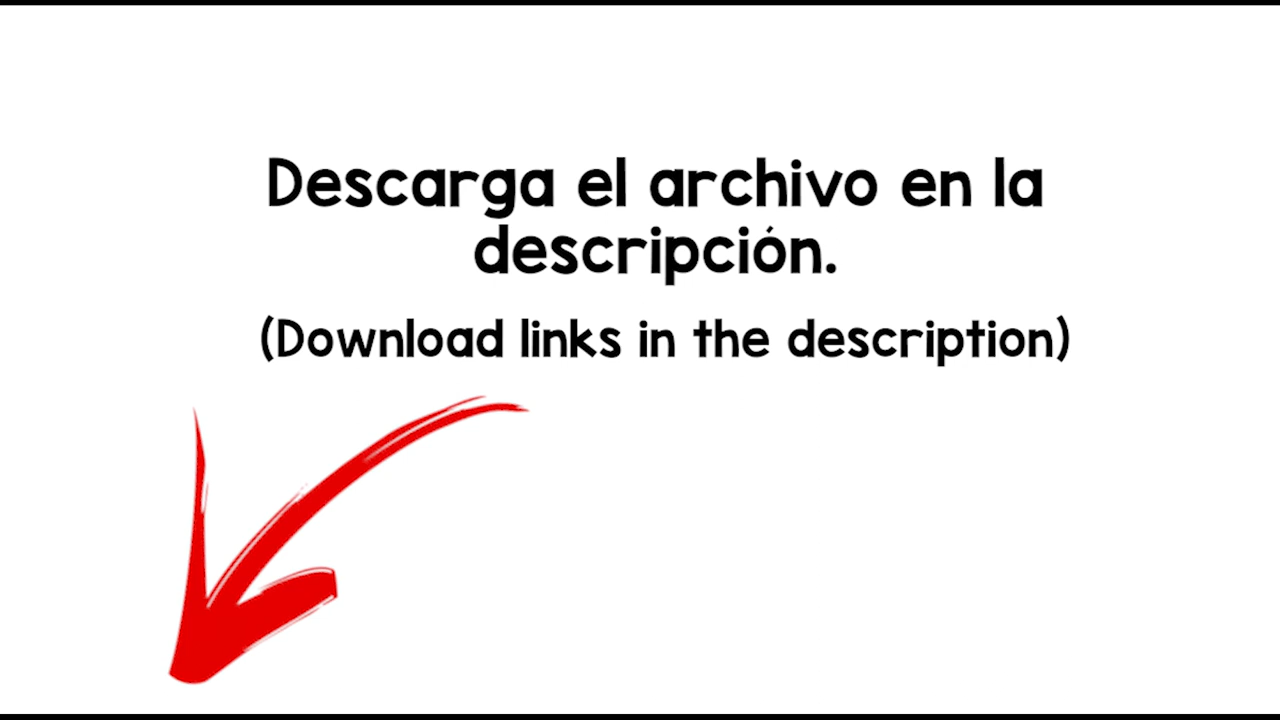 Descarga el archivo en la
descripción.
(Download links in the description)